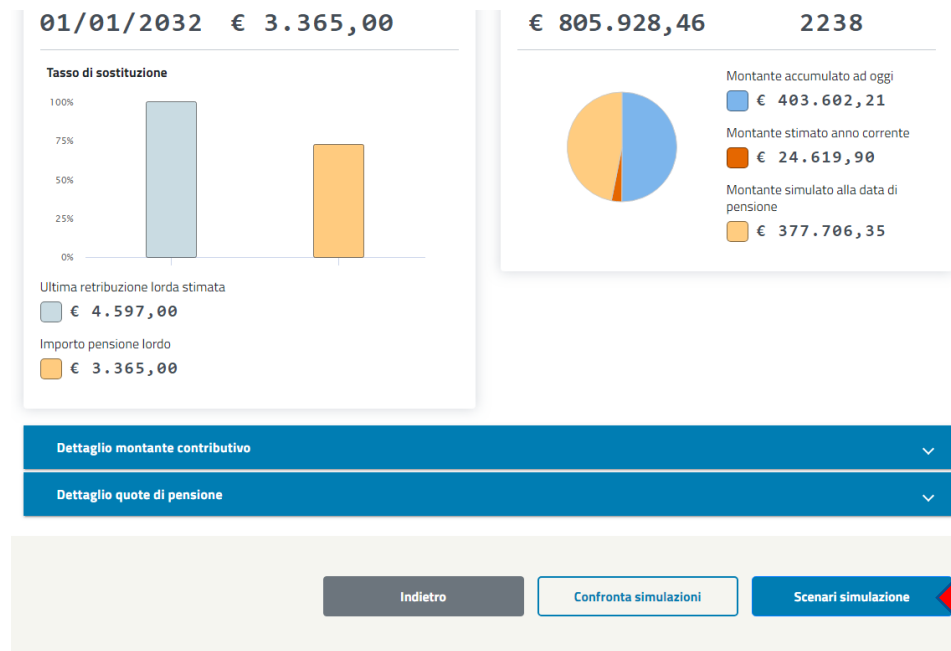 01/01/2032 € 3.365,00
€ 805.928,46 2238
Tasso di sostituzione
100%
75%
50%
25%
0%
Ultima retribuzione lorda stimata
€ 4.597,00
Importo pensione lordo
€ 3.365,00
Montante accumulato ad oggi
€ 403.602,21
Montante stimato anno corrente
€ 24.619,90
Montante simulato alla data di
pensione
€ 377.706,35
Dettaglio montante contributivo
Dettaglio quote di pensione
Indietro
Confronta simulazioni
Scenari simulazione